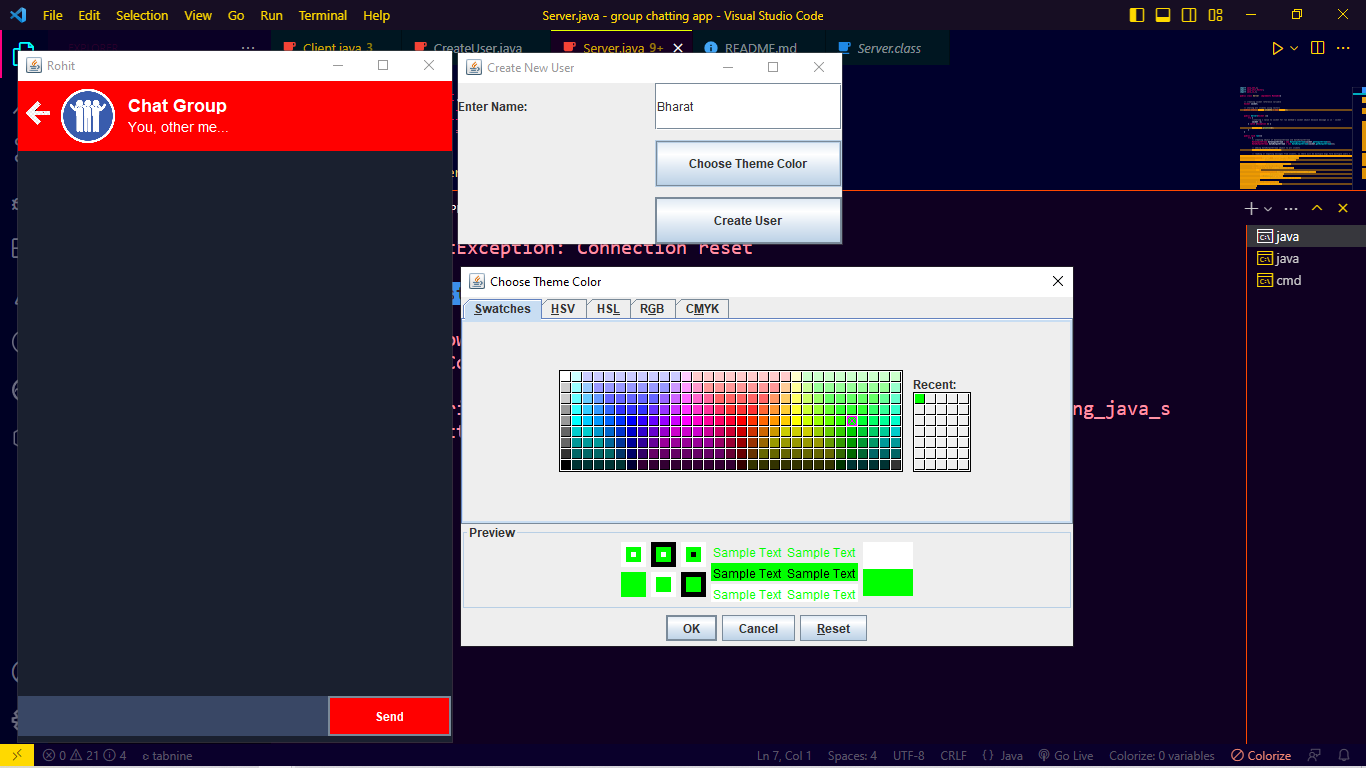 File Edit Selection View Go Run Terminal Help
Server.java - group chatting app - Visual Studio Code
Client.java 3
CreateUser.java
Server.java 9+
README.md
Server.class
Rohit
Chat Group
You, other me...
Send
Create New User
Enter Name:
Bharat
Choose Theme Color
Create User
tException: Connection reset
java
java
cmd
ng_java_s
Choose Theme Color
Swatches HSV HSL RGB CMYK
Recent:
Preview
Sample Text Sample Text
Sample Text Sample Text
Sample Text Sample Text
OK Cancel Reset
0 21 4 tabnine
Ln 7, Col 1 Spaces: 4 UTF-8 CRLF {} Java Go Live Colorize: 0 variables Colorize